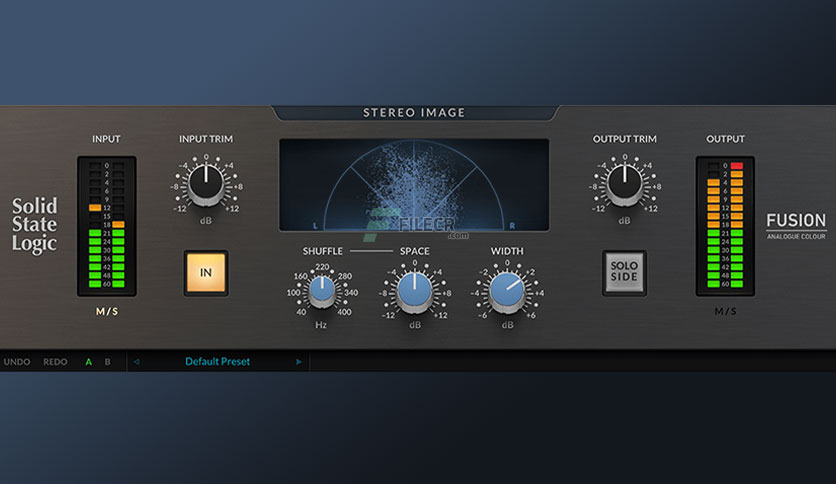 STEREO IMAGE
INPUT
INPUT TRIM
OUTPUT TRIM
OUTPUT
0
2
4
6
9
12
15
18
21
24
30
36
42
48
60
M/S
0
-4 +4
-8 +8
-12 +12
dB
Solid
State
Logic
IN
L R
FILECR
.com
SHUFFLE
220
160 280
100 340
40 400
Hz
SPACE
0
-4 +4
-8 +8
-12 +12
dB
WIDTH
0
-2 +2
-4 +4
-6 +6
dB
0
-4 +4
-8 +8
-12 +12
dB
SOLO
SIDE
0
2
4
6
9
12
15
18
21
24
30
36
42
48
60
M/S
FUSION
ANALOGUE COLOUR
UNDO REDO A B Default Preset